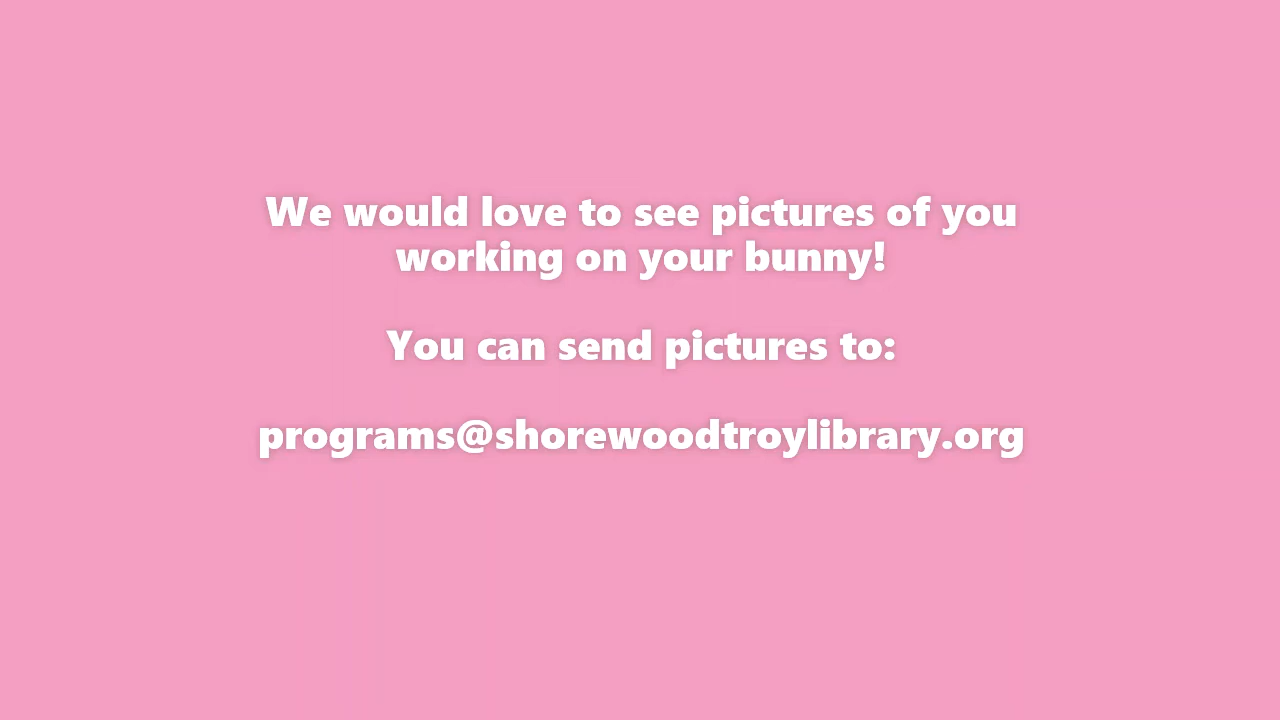 We would love to see pictures of you
working on your bunny!
You can send pictures to:
programs@shorewoodtroylibrary.org